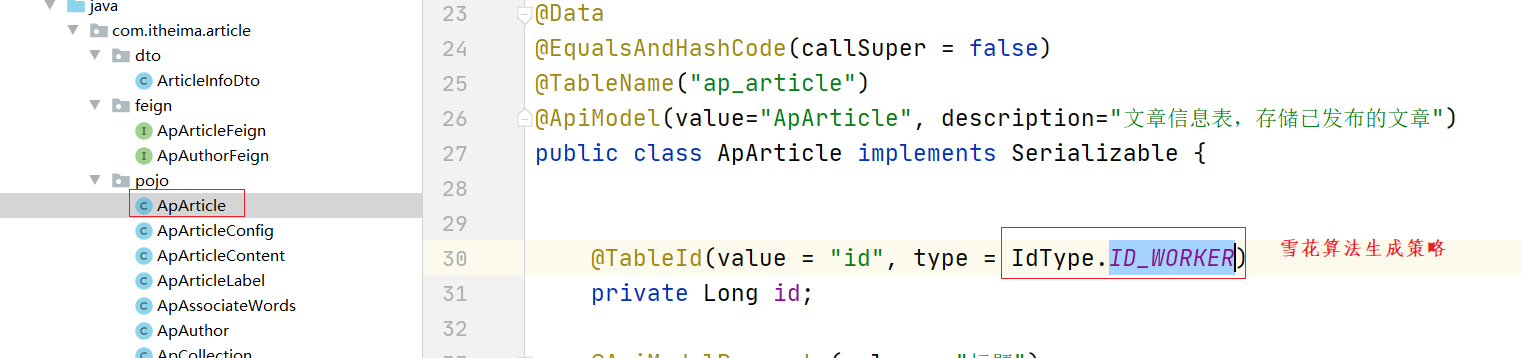 java
com.itheima.article
dto
C ArticleInfoDto
feign
I ApArticleFeign
I ApAuthorFeign
pojo
C ApArticle
C ApArticleConfig
C ApArticleContent
C ApArticleLabel
C ApAssociateWords
C ApAuthor
C ApCollection
23 @Data
24 @EqualsAndHashCode(callSuper = false)
25 @TableName("ap_article")
26 @ApiModel(value="ApArticle", description="文章信息表，存储已发布的文章")
27 public class ApArticle implements Serializable {
28
29
30 @TableId(value = "id", type = IdType.ID_WORKER) 雪花算法生成策略
31 private Long id;
32